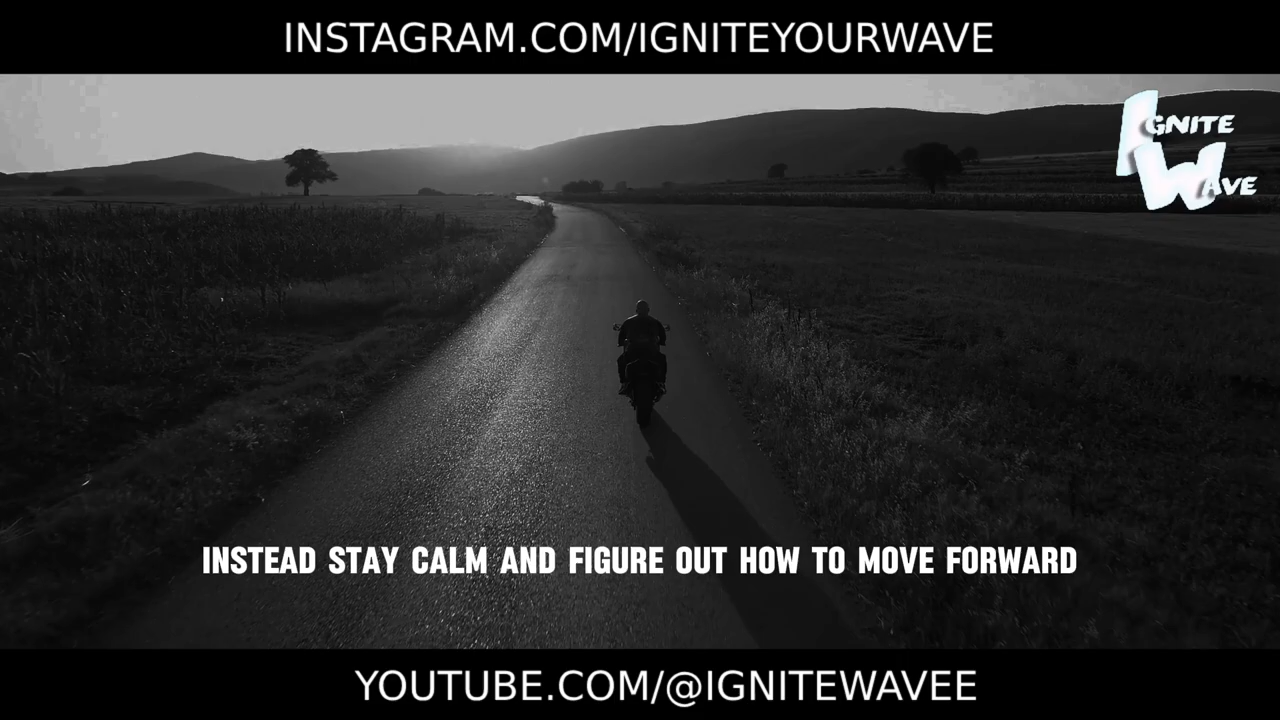 INSTAGRAM.COM/IGNITEYOURWAVE
IGNITE
WAVE
INSTEAD STAY CALM AND FIGURE OUT HOW TO MOVE FORWARD
YOUTUBE.COM/@IGNITEWAVEE